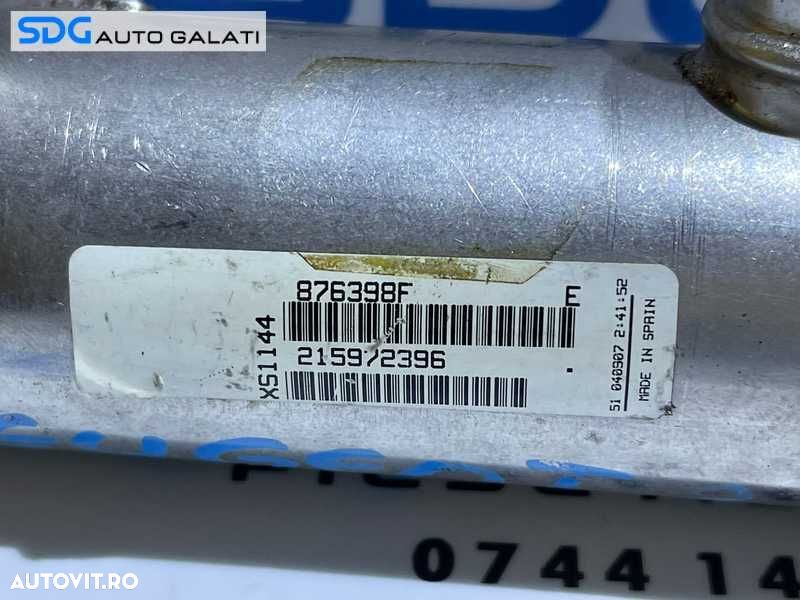 SDG AUTO GALATI
876398F
E
XS1144
215972396
.
51 040907 2:41:52
MADE IN SPAIN
0744 14
AUTOVIT.RO